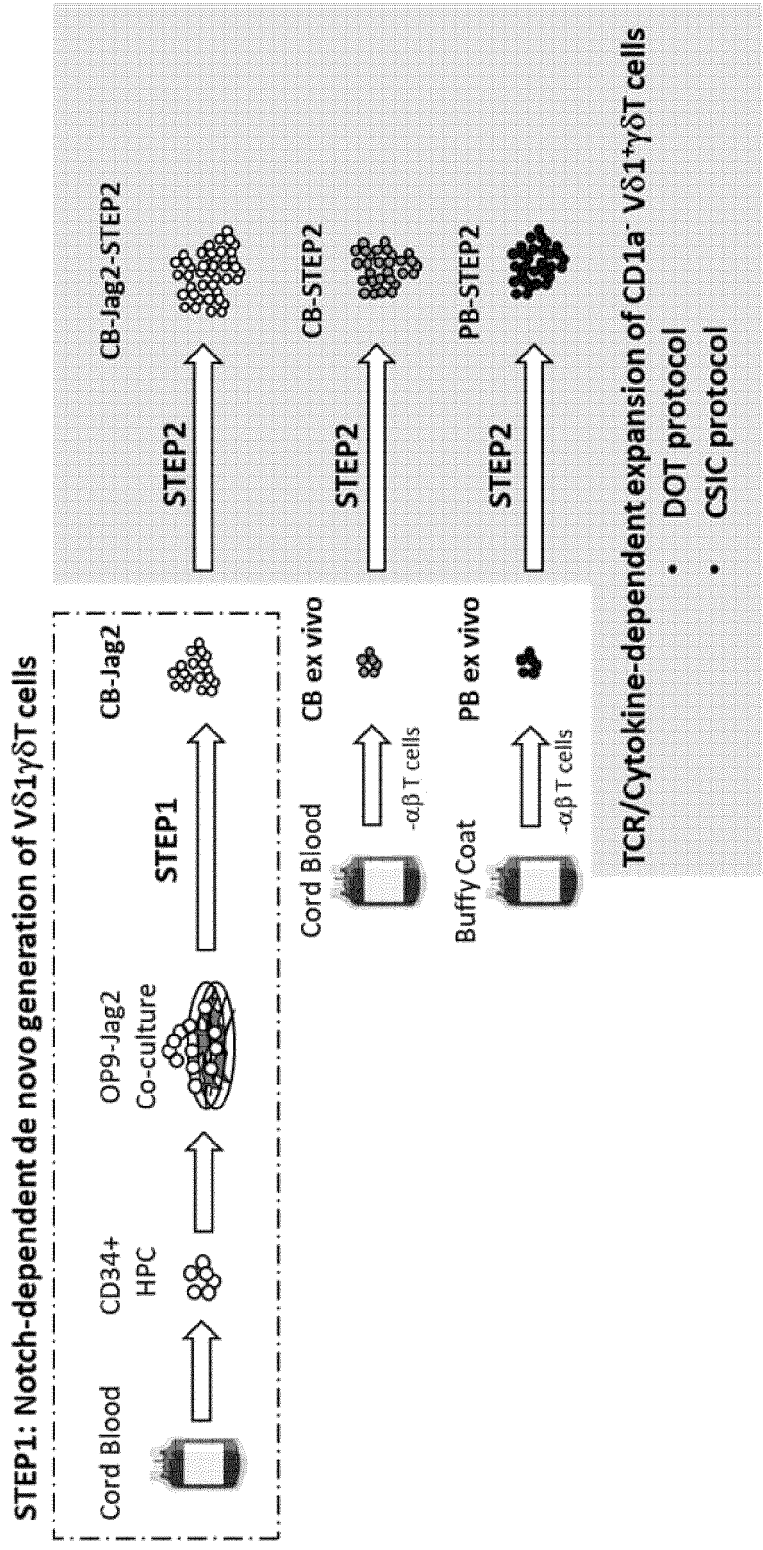 STEP1: Notch-dependent de novo generation of Vδ1γδT cells
Cord Blood
CD34+
HPC
OP9-Jag2
Co-culture
STEP1
CB-Jag2
STEP2
CB-Jag2-STEP2
Cord Blood
-αβ T cells
CB ex vivo
STEP2
CB-STEP2
Buffy Coat
-αβ T cells
PB ex vivo
STEP2
PB-STEP2
TCR/Cytokine-dependent expansion of CD1a⁻ Vδ1⁺γδT cells
• DOT protocol
• CSIC protocol